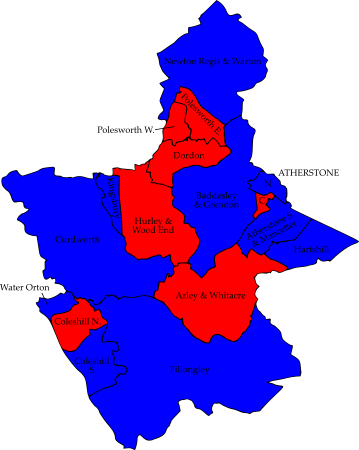 Newton Regis & Warton
Polesworth E.
Polesworth W.
Dordon
ATHERSTONE
N.
C.
Baddesley
& Grendon
Atherstone S.
& Mancetter
Hartshill
Hurley &
Wood End
Curdworth
Water Orton
Arley & Whitacre
Coleshill N.
Coleshill
S.
Fillongley